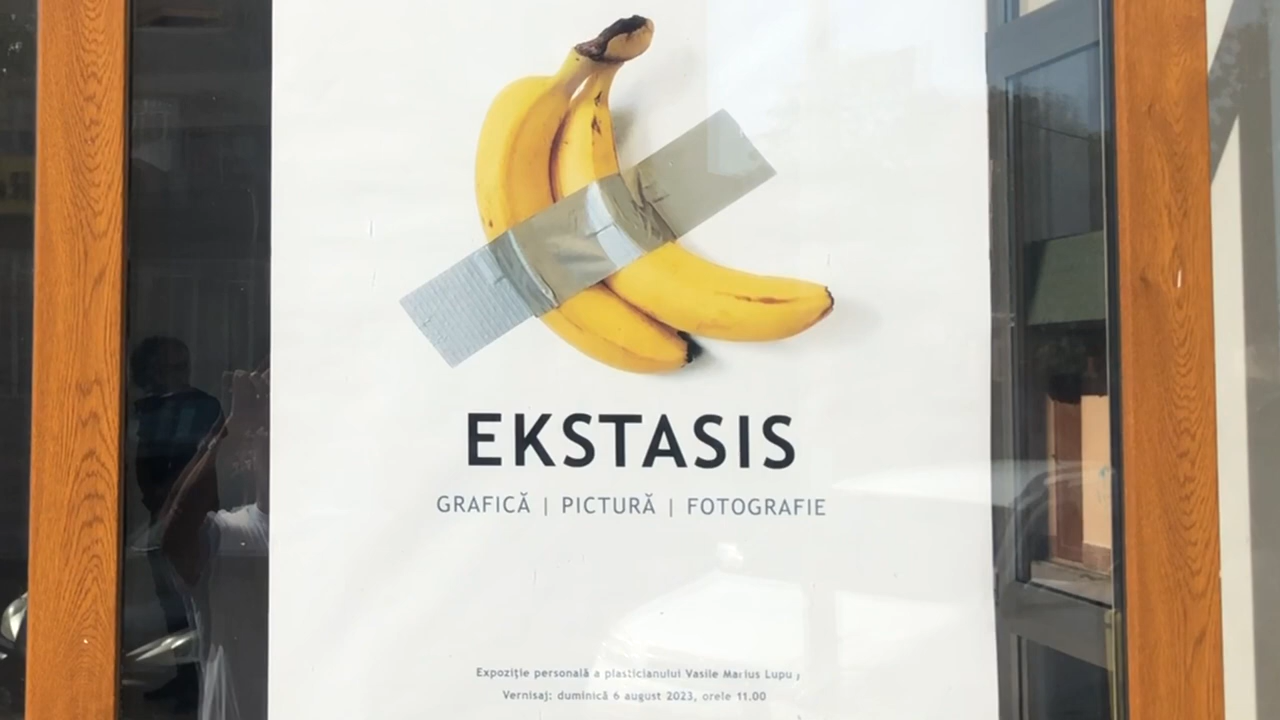 EKSTASIS
GRAFICĂ | PICTURĂ | FOTOGRAFIE
Expoziție personală a plasticianului Vasile Marius Lupu ,
Vernisaj: duminică 6 august 2023, orele 11.00